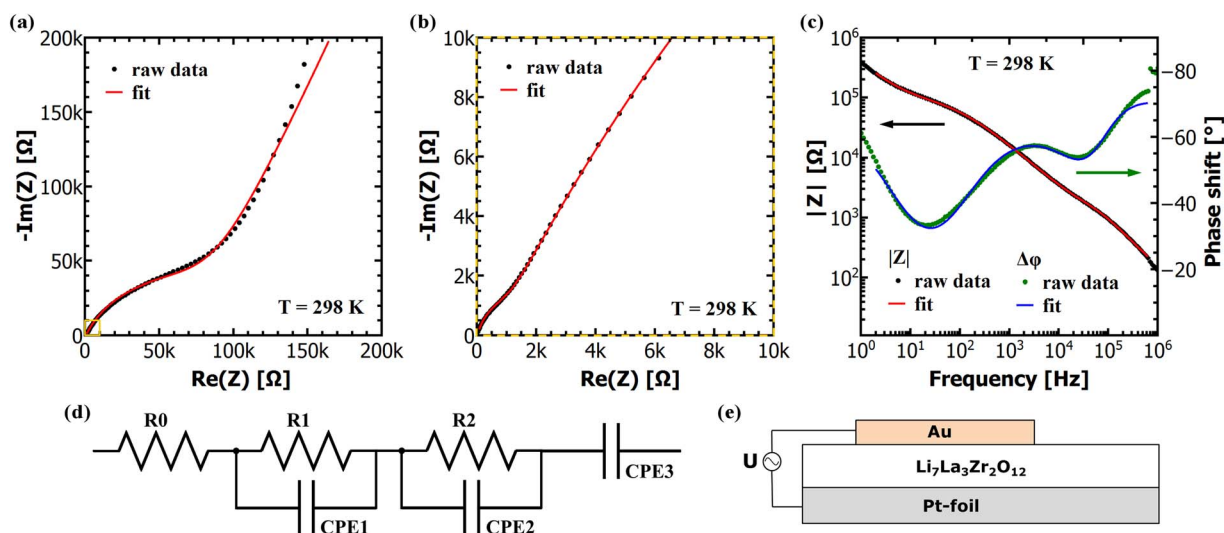 (a)
200k
150k
100k
50k
0
-Im(Z) [Ω]
raw data
fit
T = 298 K
0 50k 100k 150k 200k
Re(Z) [Ω]
(b)
10k
8k
6k
4k
2k
0
-Im(Z) [Ω]
raw data
fit
T = 298 K
0 2k 4k 6k 8k 10k
Re(Z) [Ω]
(c)
10⁶
10⁵
10⁴
10³
10²
|Z| [Ω]
T = 298 K
−80
−60
−40
−20
Phase shift [°]
|Z| Δφ
raw data raw data
fit fit
10⁰ 10¹ 10² 10³ 10⁴ 10⁵ 10⁶
Frequency [Hz]
(d)
R0
R1
R2
CPE1
CPE2
CPE3
(e)
Au
U
Li₇La₃Zr₂O₁₂
Pt-foil